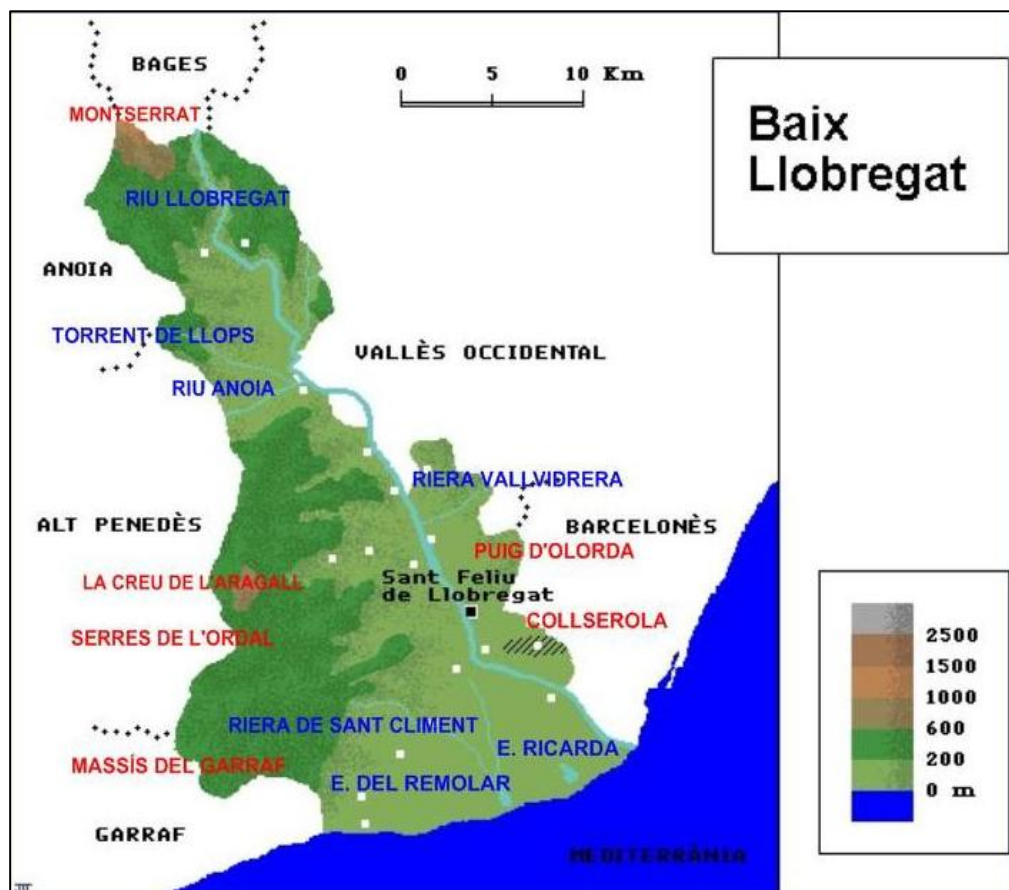 BAGES
0 5 10 Km
MONTSERRAT
Baix
Llobregat
RIU LLOBREGAT
ANOIA
TORRENT DE LLOPS
VALLÈS OCCIDENTAL
RIU ANOIA
RIERA VALLVIDRERA
ALT PENEDÈS
BARCELONÈS
PUIG D'OLORDA
LA CREU DE L'ARAGALL
Sant Feliu
de Llobregat
COLLSEROLA
SERRES DE L'ORDAL
2500
1500
1000
600
200
0 m
RIERA DE SANT CLIMENT
E. RICARDA
MASSÍS DEL GARRAF
E. DEL REMOLAR
GARRAF
MEDITERRÀNIA